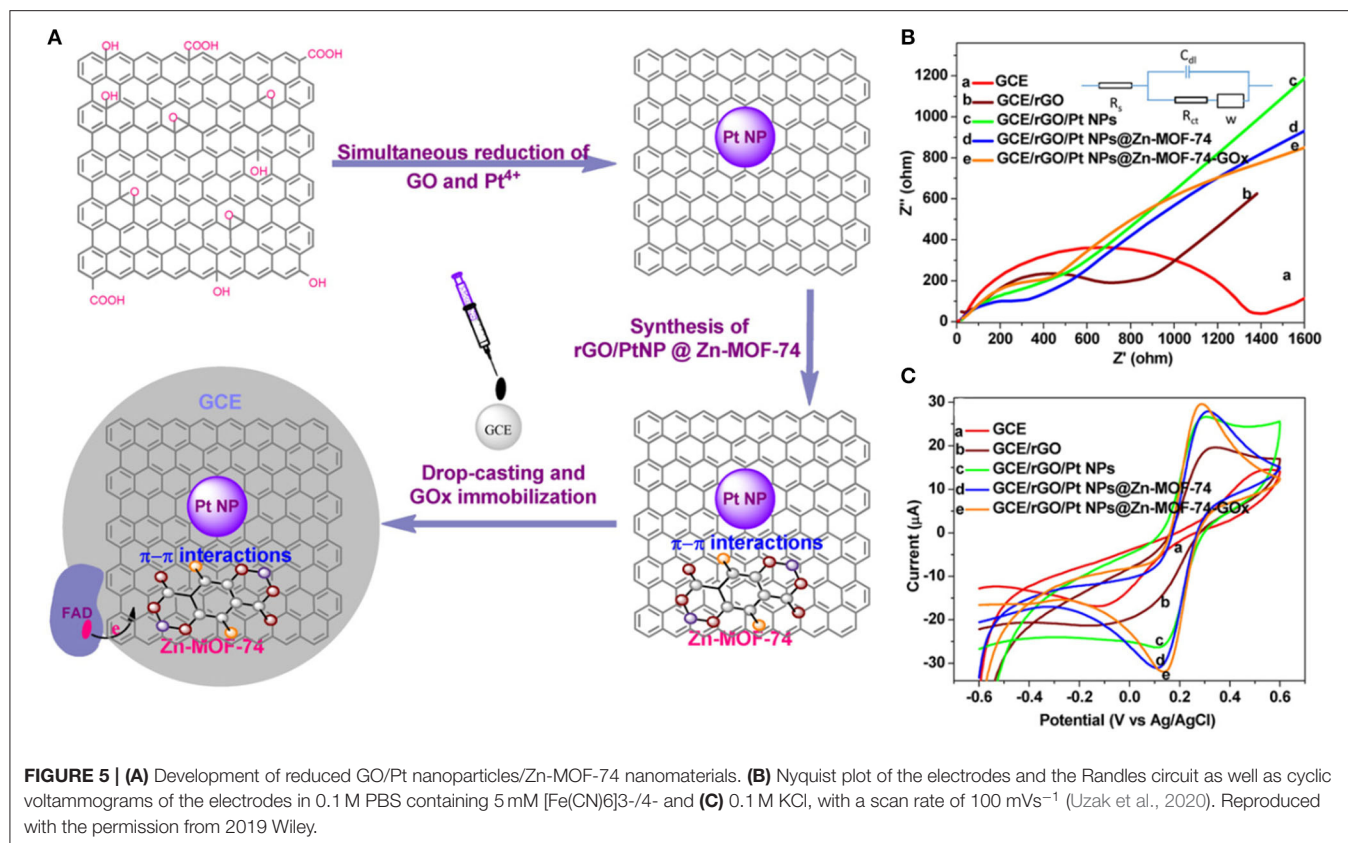 A
OH
COOH
COOH
OH
O
O
OH
O
O
OH
OH
COOH
Simultaneous reduction of
GO and Pt4+
Pt NP
Synthesis of
rGO/PtNP @ Zn-MOF-74
GCE
Drop-casting and
GOx immobilization
Pt NP
π–π interactions
Zn-MOF-74
GCE
Pt NP
π–π interactions
FAD
e
Zn-MOF-74
B
a GCE
b GCE/rGO
c GCE/rGO/Pt NPs
d GCE/rGO/Pt NPs@Zn-MOF-74
e GCE/rGO/Pt NPs@Zn-MOF-74-GOx
Cdl
Rs
Rct
w
c
d
e
b
a
Z'' (ohm)
1200
1000
800
600
400
200
0
0 200 400 600 800 1000 1200 1400 1600
Z' (ohm)
C
a GCE
b GCE/rGO
c GCE/rGO/Pt NPs
d GCE/rGO/Pt NPs@Zn-MOF-74
e GCE/rGO/Pt NPs@Zn-MOF-74-GOx
a
b
c
d
e
Current (µA)
30
20
10
0
-10
-20
-30
-0.6 -0.4 -0.2 0.0 0.2 0.4 0.6
Potential (V vs Ag/AgCl)
FIGURE 5 | (A) Development of reduced GO/Pt nanoparticles/Zn-MOF-74 nanomaterials. (B) Nyquist plot of the electrodes and the Randles circuit as well as cyclic
voltammograms of the electrodes in 0.1 M PBS containing 5 mM [Fe(CN)6]3-/4- and (C) 0.1 M KCl, with a scan rate of 100 mVs−1 (Uzak et al., 2020). Reproduced
with the permission from 2019 Wiley.